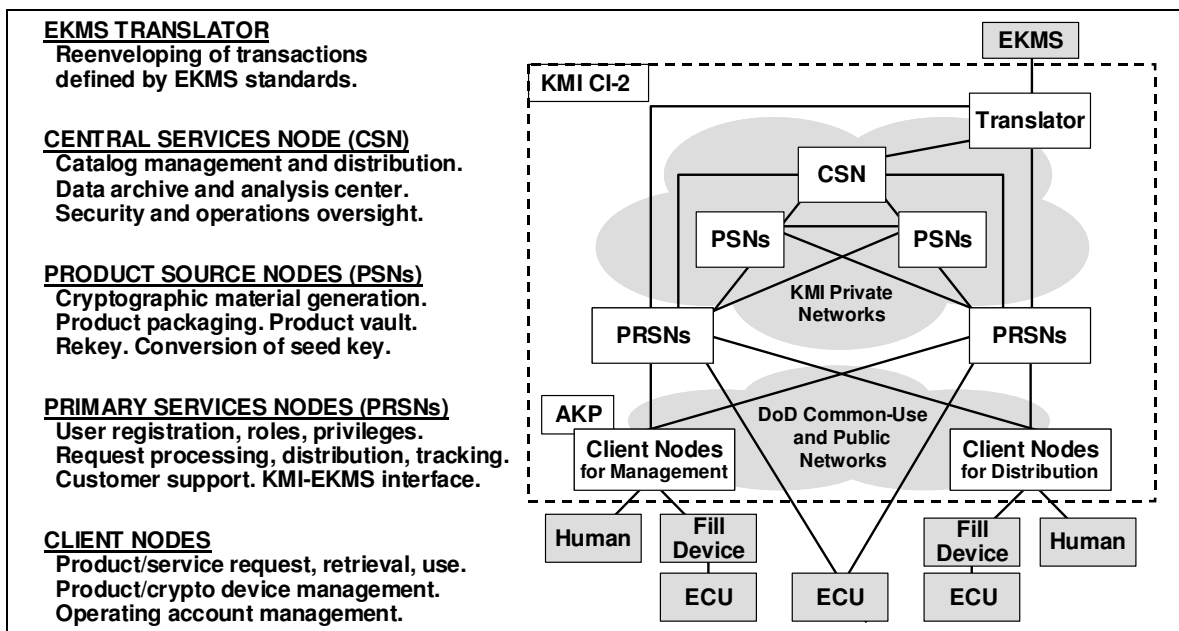 EKMS TRANSLATOR
Reenveloping of transactions
defined by EKMS standards.
CENTRAL SERVICES NODE (CSN)
Catalog management and distribution.
Data archive and analysis center.
Security and operations oversight.
PRODUCT SOURCE NODES (PSNs)
Cryptographic material generation.
Product packaging. Product vault.
Rekey. Conversion of seed key.
PRIMARY SERVICES NODES (PRSNs)
User registration, roles, privileges.
Request processing, distribution, tracking.
Customer support. KMI-EKMS interface.
CLIENT NODES
Product/service request, retrieval, use.
Product/crypto device management.
Operating account management.
EKMS
KMI CI-2
Translator
CSN
PSNs
PSNs
KMI Private
Networks
PRSNs
PRSNs
AKP
DoD Common-Use
and Public
Networks
Client Nodes
for Management
Client Nodes
for Distribution
Human
Fill
Device
Fill
Device
Human
ECU
ECU
ECU